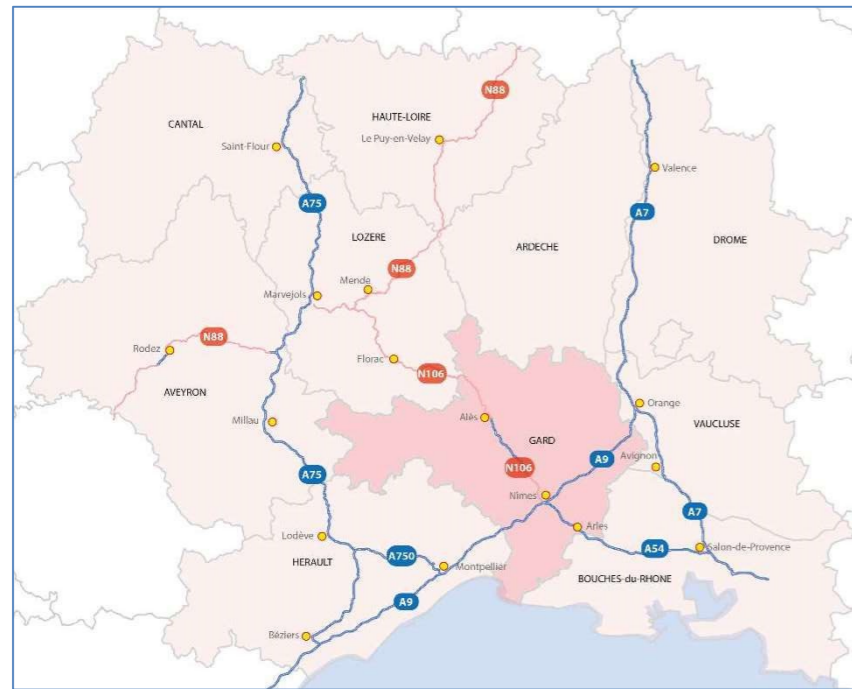 N88
CANTAL
HAUTE-LOIRE
Le Puy-en-Velay
Saint-Flour
Valence
A75
A7
LOZERE
ARDECHE
DROME
N88
Mende
Marvejols
N88
Rodez
Florac
N106
AVEYRON
Orange
Millau
Alès
VAUCLUSE
GARD
A9
Avignon
N106
A75
Nîmes
A7
Arles
Lodève
A54
Salon-de-Provence
A750
HERAULT
Montpellier
BOUCHES-du-RHONE
A9
Béziers